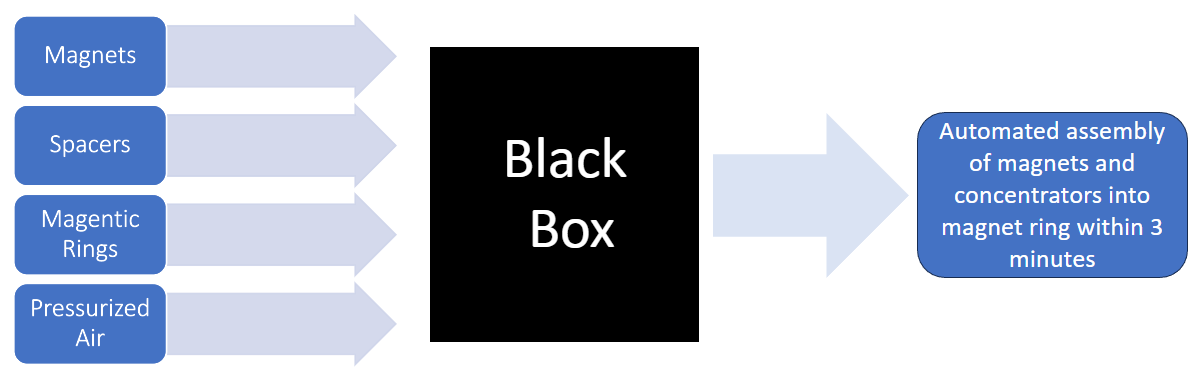 Magnets
Spacers
Magentic
Rings
Pressurized
Air
Black
Box
Automated assembly
of magnets and
concentrators into
magnet ring within 3
minutes